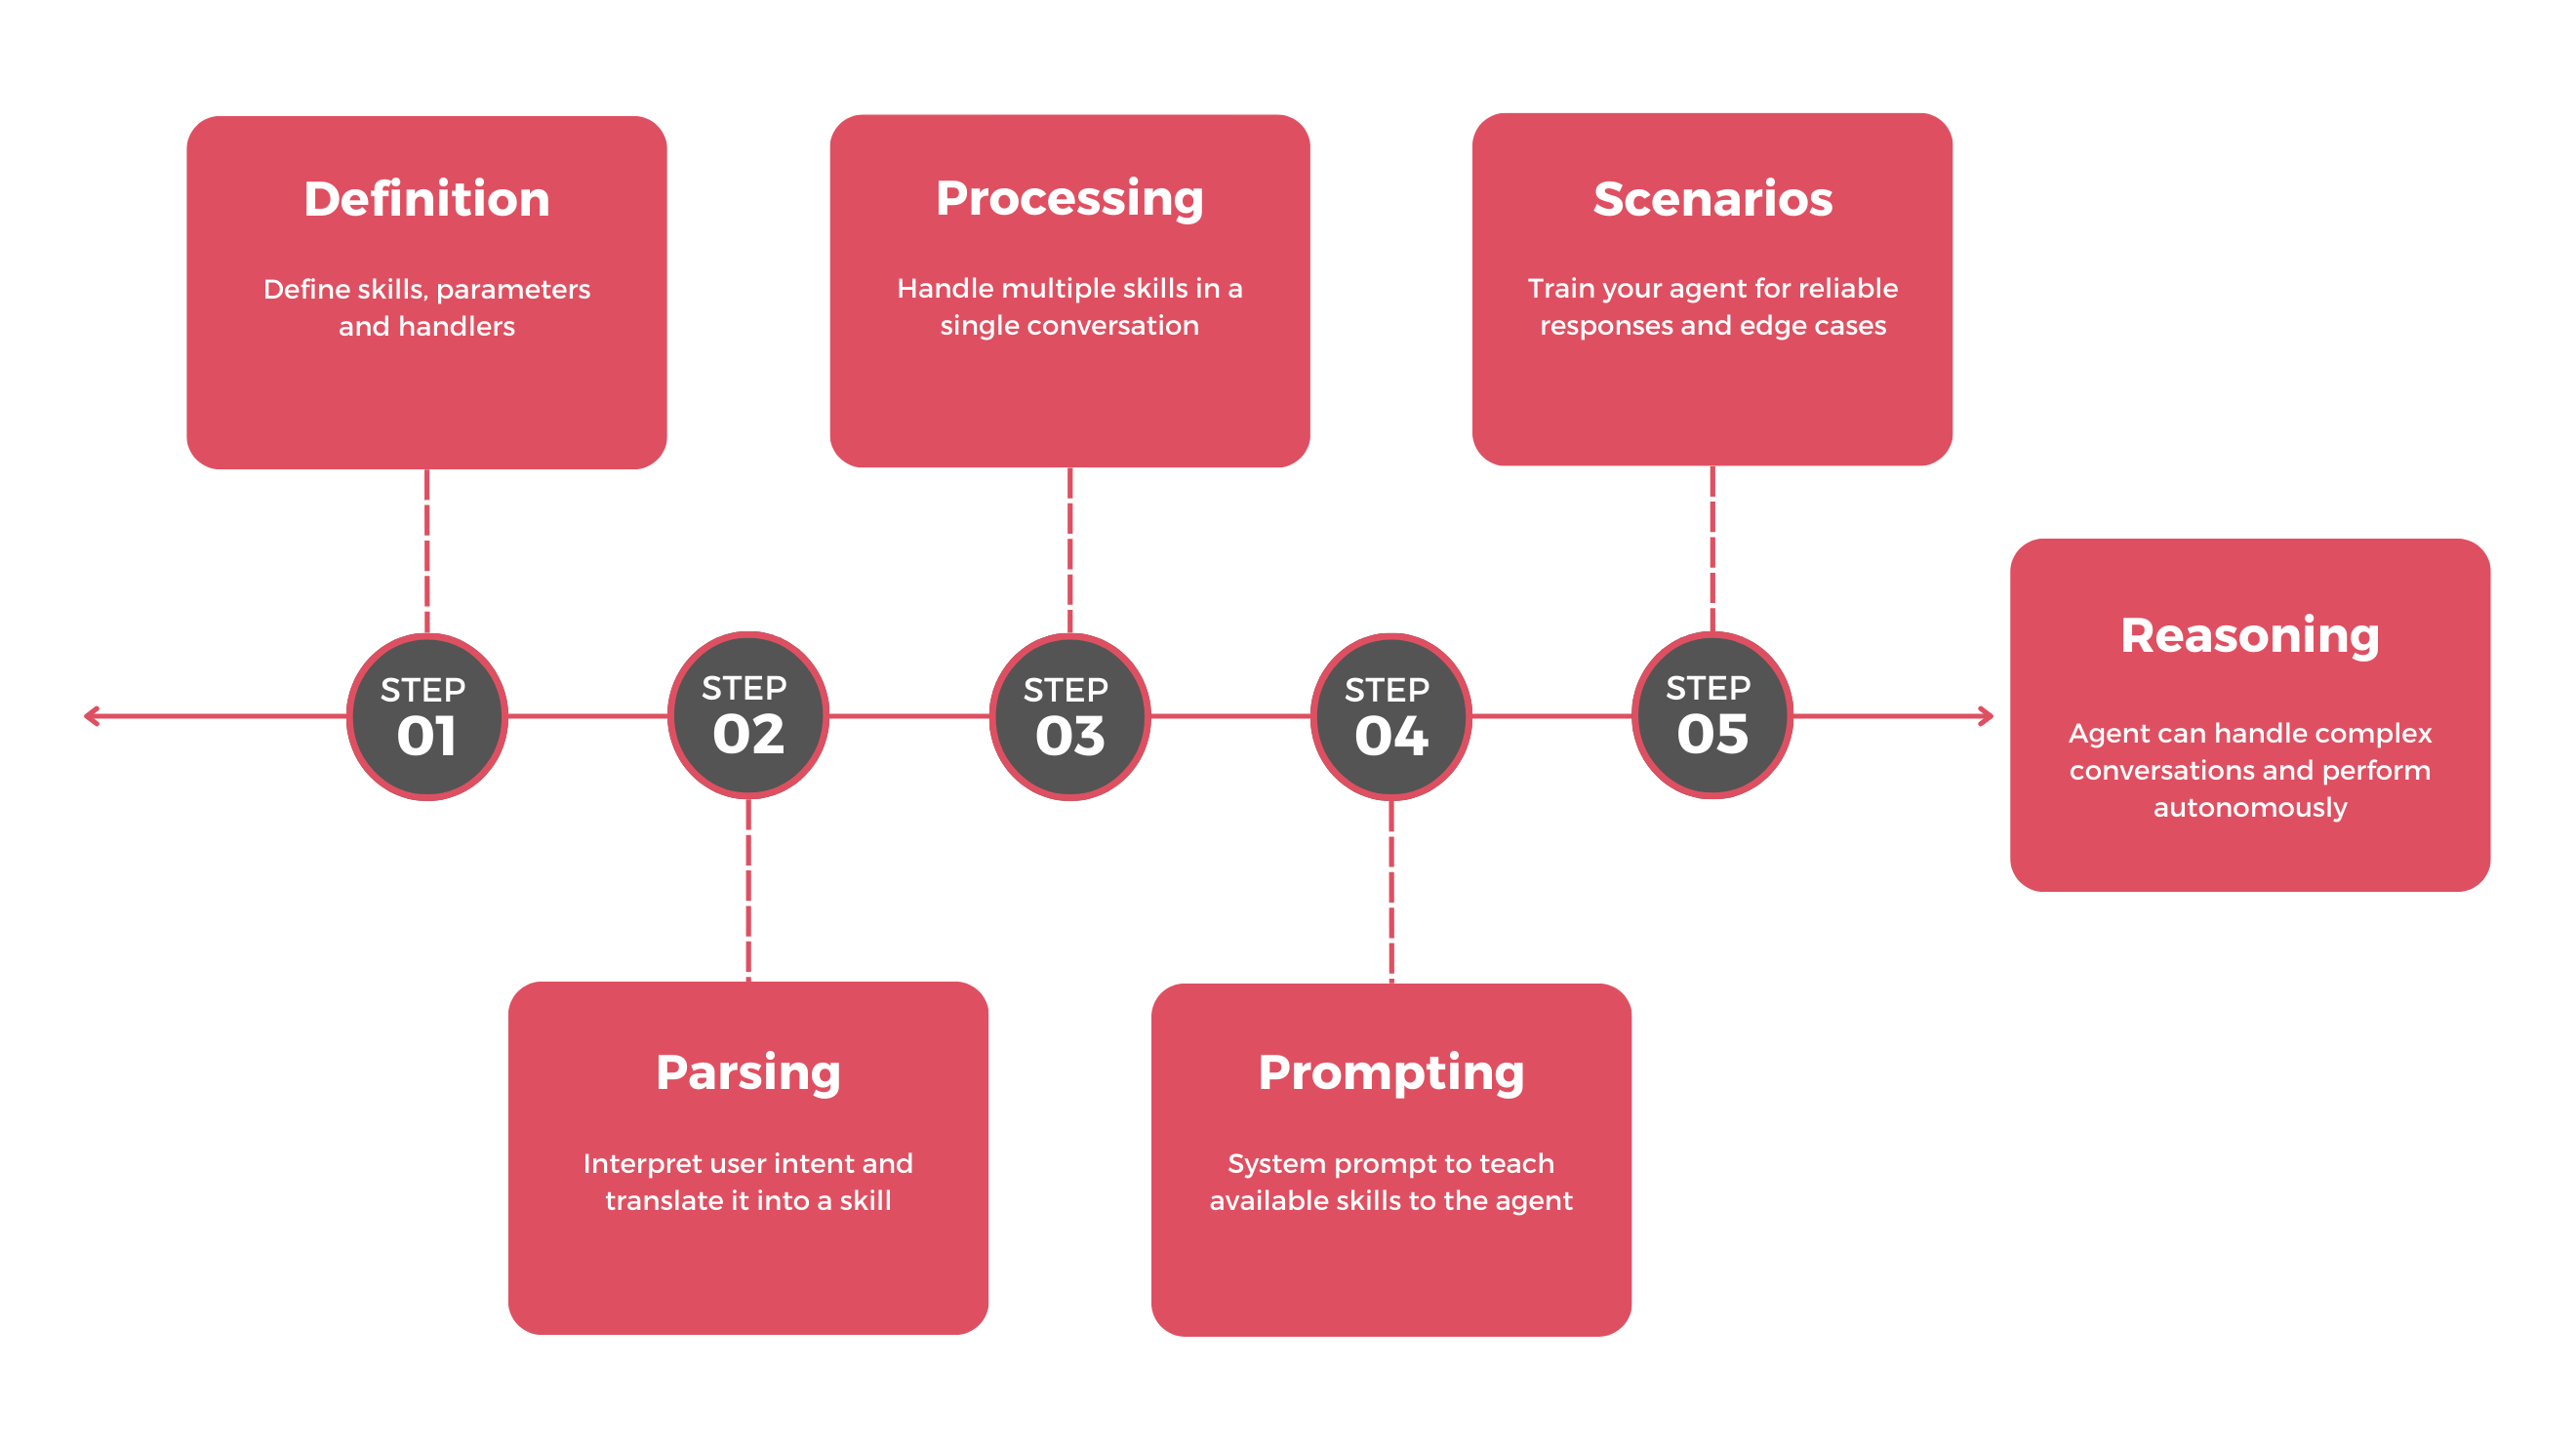 Definition
Define skills, parameters
and handlers
Processing
Handle multiple skills in a
single conversation
Scenarios
Train your agent for reliable
responses and edge cases
STEP
01
STEP
02
STEP
03
STEP
04
STEP
05
Reasoning
Agent can handle complex
conversations and perform
autonomously
Parsing
Interpret user intent and
translate it into a skill
Prompting
System prompt to teach
available skills to the agent